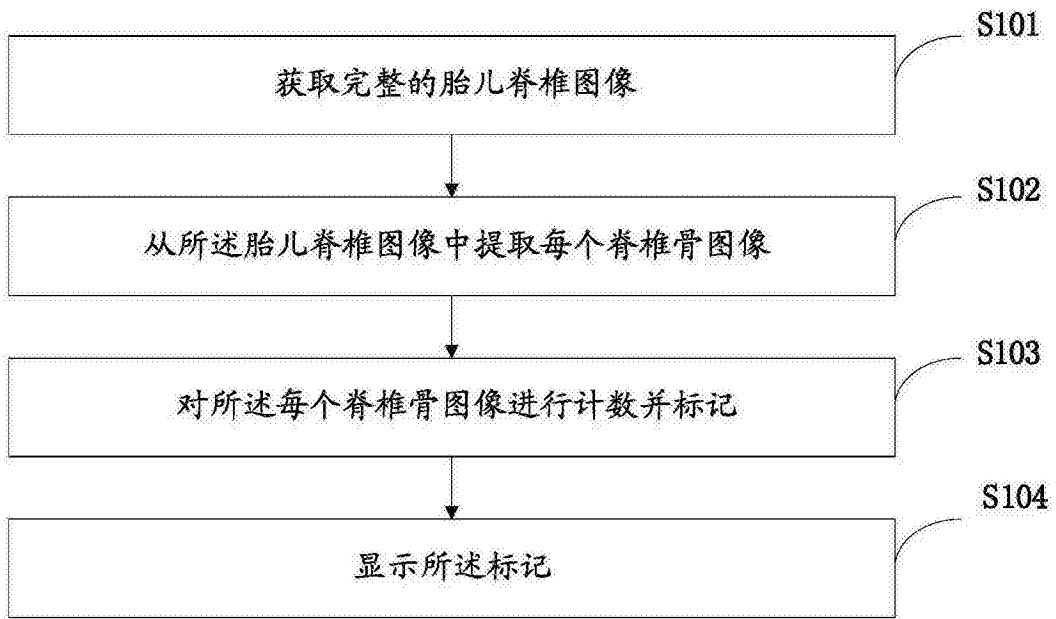 S101
获取完整的胎儿脊椎图像
S102
从所述胎儿脊椎图像中提取每个脊椎骨图像
S103
对所述每个脊椎骨图像进行计数并标记
S104
显示所述标记